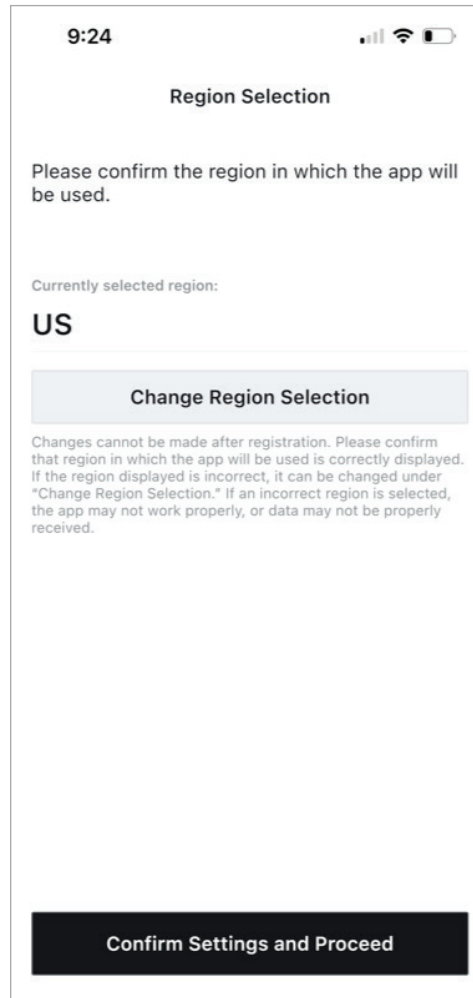 9:24
Region Selection
Please confirm the region in which the app will
be used.
Currently selected region:
US
Change Region Selection
Changes cannot be made after registration. Please confirm
that region in which the app will be used is correctly displayed.
If the region displayed is incorrect, it can be changed under
"Change Region Selection." If an incorrect region is selected,
the app may not work properly, or data may not be properly
received.
Confirm Settings and Proceed